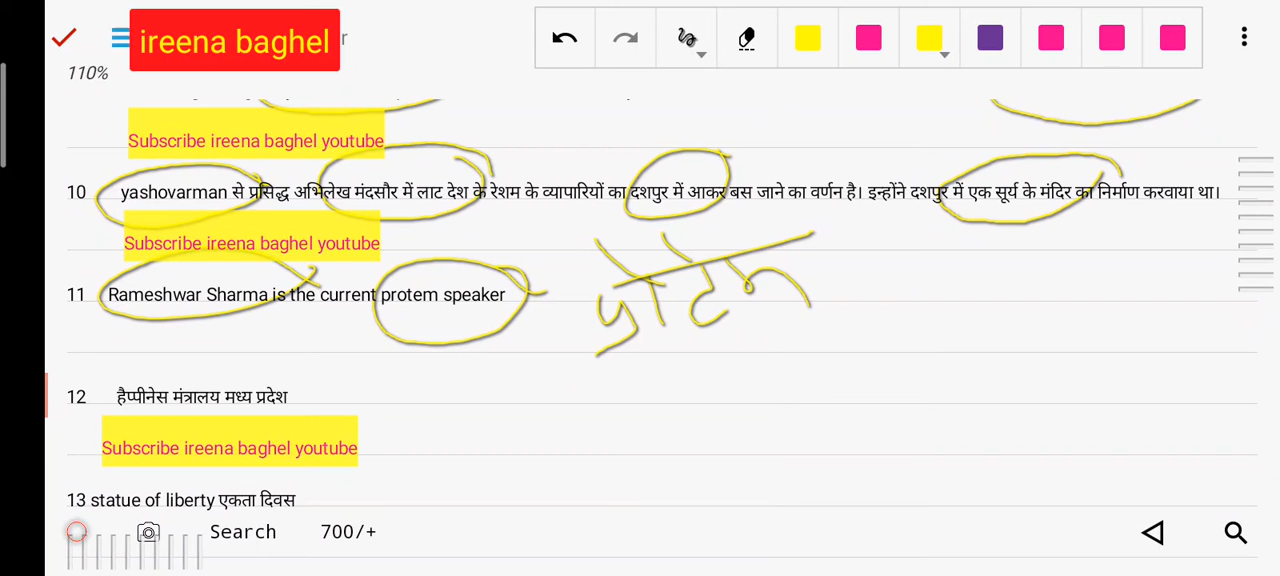 ireena baghel
r
110%
Subscribe ireena baghel youtube
10 yashovarman से प्रसिद्ध अभिलेख मंदसौर में लाट देश के रेशम के व्यापारियों का दशपुर में आकर बस जाने का वर्णन है। इन्होंने दशपुर में एक सूर्य के मंदिर का निर्माण करवाया था।
Subscribe ireena baghel youtube
11 Rameshwar Sharma is the current protem speaker
प्रोटेम
12 हैप्पीनेस मंत्रालय मध्य प्रदेश
Subscribe ireena baghel youtube
13 statue of liberty एकता दिवस
Search 700/+